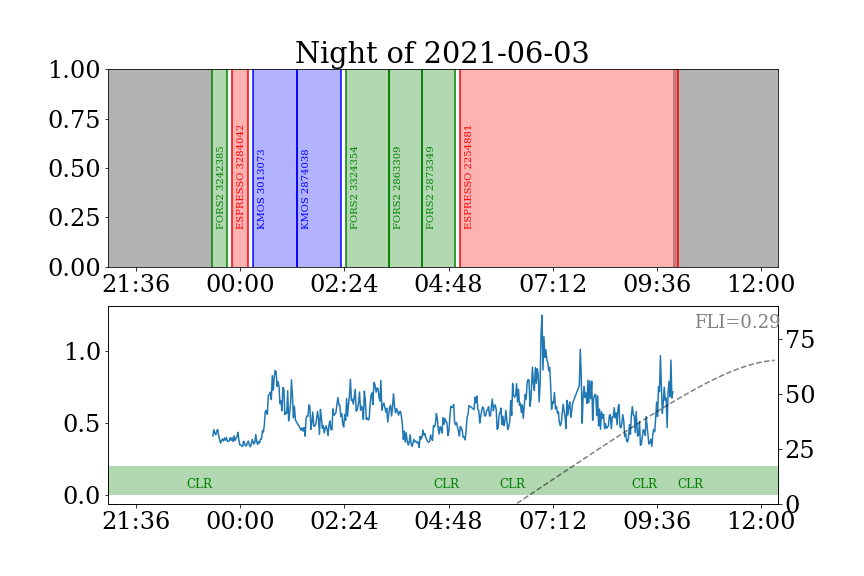 Night of 2021-06-03
1.00
0.75
0.50
0.25
0.00
FORS2 3242385
ESPRESSO 3284042
KMOS 3013073
KMOS 2874038
FORS2 3324354
FORS2 2863309
FORS2 2873349
ESPRESSO 2254881
21:36 00:00 02:24 04:48 07:12 09:36 12:00
FLI=0.29
1.0
0.5
0.0
75
50
25
0
CLR CLR CLR CLR CLR
21:36 00:00 02:24 04:48 07:12 09:36 12:00